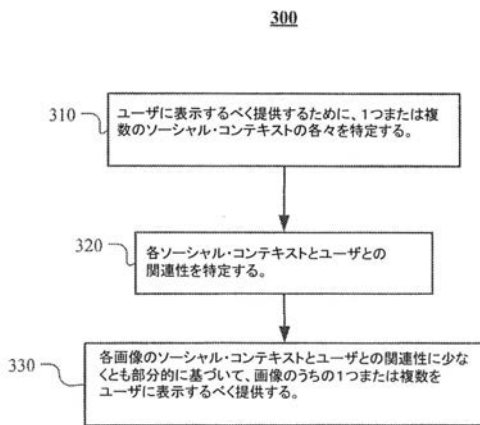 300
310
ユーザに表示するべく提供するために、1つまたは複
数のソーシャル・コンテキストの各々を特定する。
320
各ソーシャル・コンテキストとユーザとの
関連性を特定する。
330
各画像のソーシャル・コンテキストとユーザとの関連性に少な
くとも部分的に基づいて、画像のうちの1つまたは複数を
ユーザに表示するべく提供する。